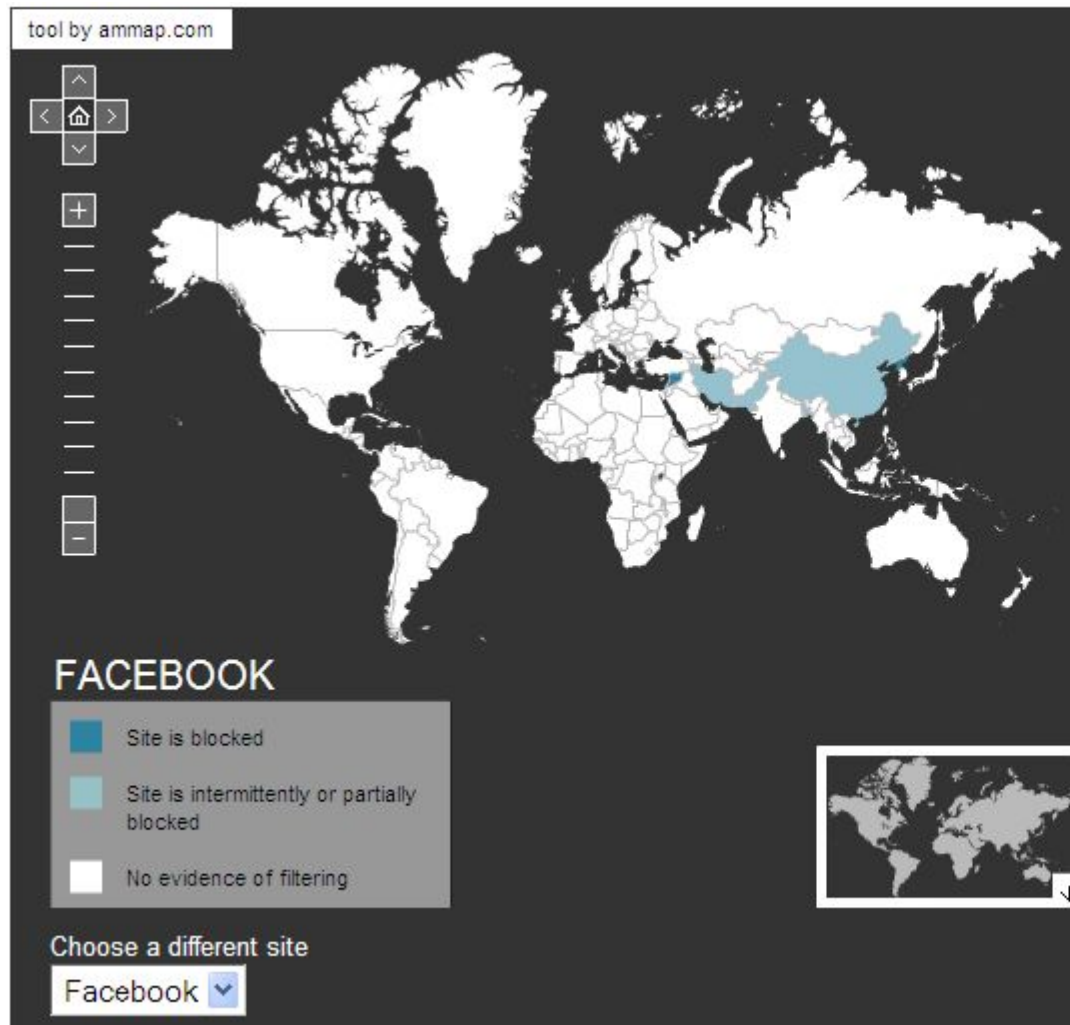 tool by ammap.com
+
−
FACEBOOK
Site is blocked
Site is intermittently or partially
blocked
No evidence of filtering
Choose a different site
Facebook